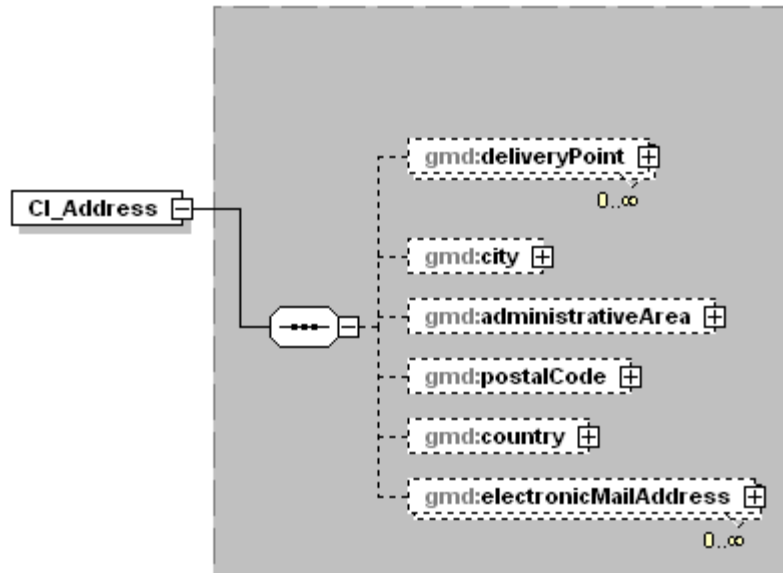 gmd:deliveryPoint
0..∞
CI_Address
gmd:city
gmd:administrativeArea
gmd:postalCode
gmd:country
gmd:electronicMailAddress
0..∞